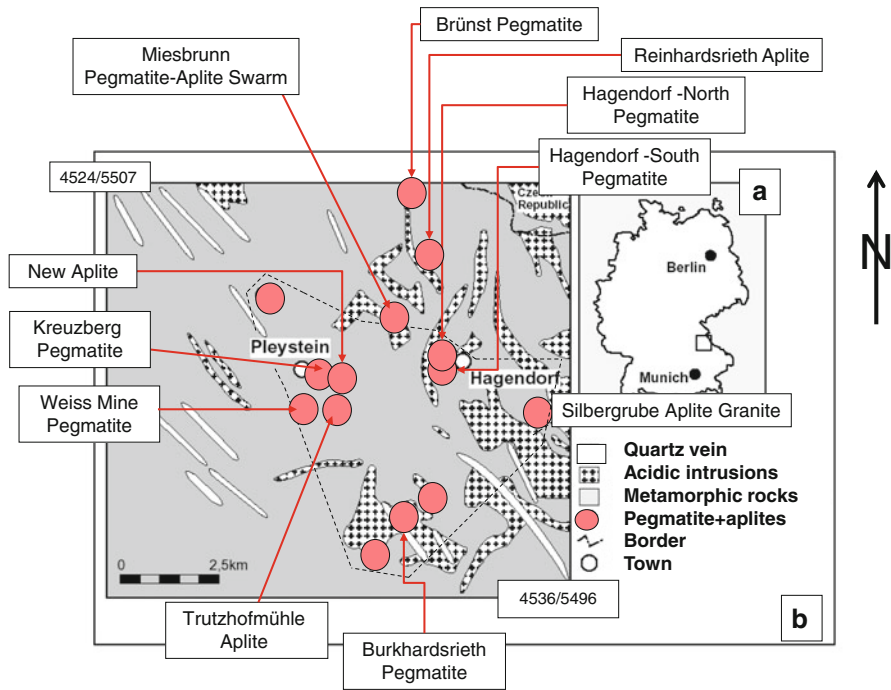 Brünst Pegmatite
Miesbrunn
Pegmatite-Aplite Swarm
Reinhardsrieth Aplite
Hagendorf -North
Pegmatite
Hagendorf -South
Pegmatite
4524/5507
Czech
Republic
a
N
Berlin
New Aplite
Kreuzberg
Pegmatite
Pleystein
Hagendorf
Munich
Weiss Mine
Pegmatite
Silbergrube Aplite Granite
Quartz vein
Acidic intrusions
Metamorphic rocks
Pegmatite+aplites
Border
Town
0 2,5km
4536/5496
Trutzhofmühle
Aplite
Burkhardsrieth
Pegmatite
b